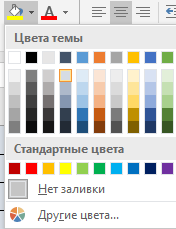 A
Цвета темы
Стандартные цвета
Нет заливки
Другие цвета...